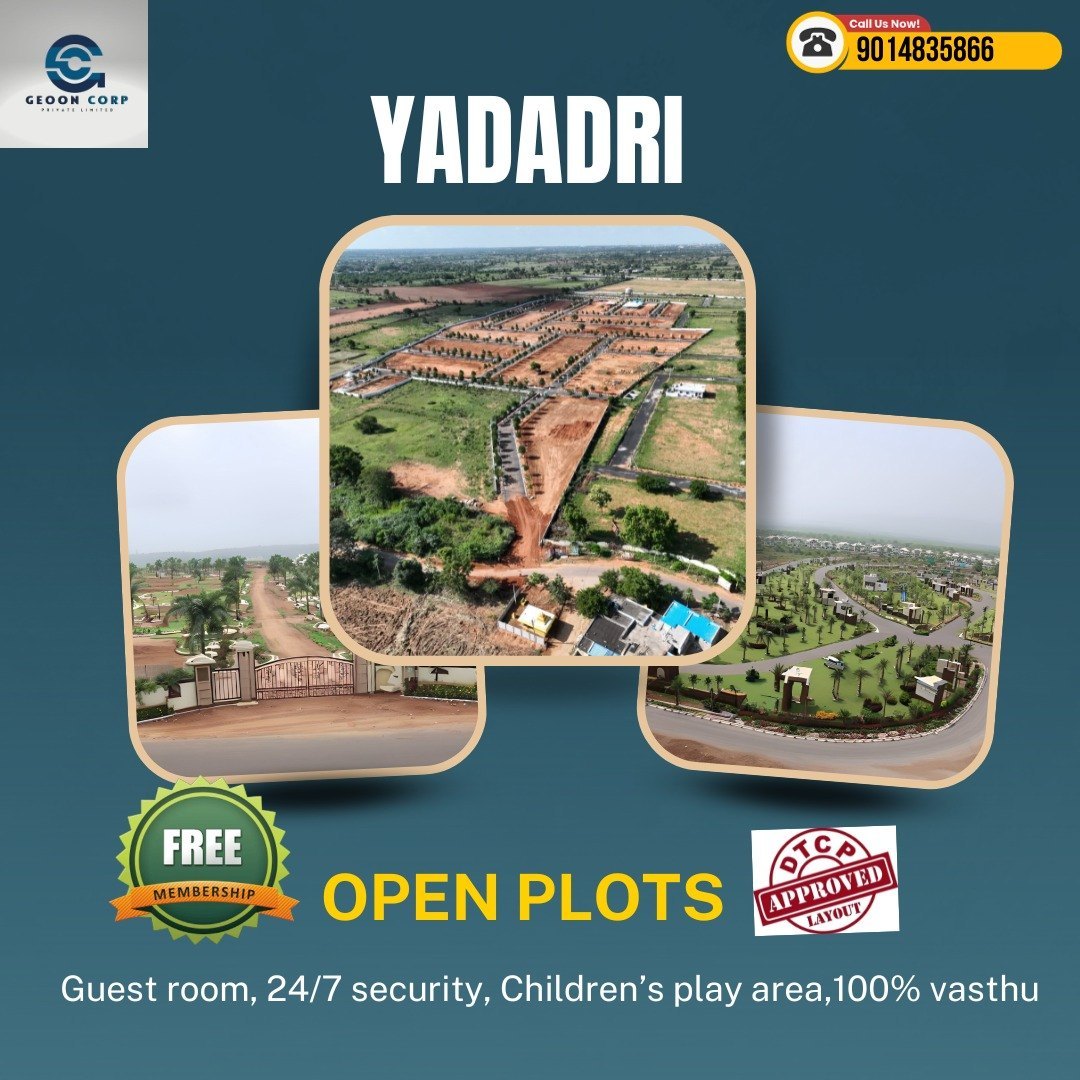 GEOON CORP
PRIVATE LIMITED
Call Us Now!
9014835866
YADADRI
FREE
MEMBERSHIP
OPEN PLOTS
DTCP
APPROVED
LAYOUT
Guest room, 24/7 security, Children’s play area,100% vasthu